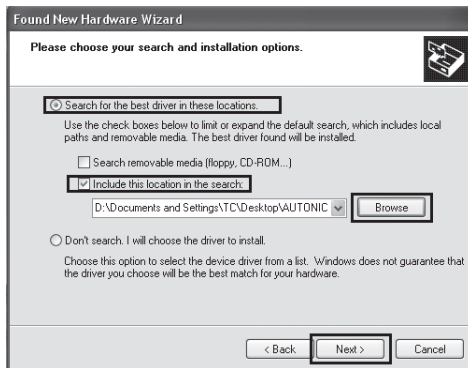 Found New Hardware Wizard
Please choose your search and installation options.
Search for the best driver in these locations.
Use the check boxes below to limit or expand the default search, which includes local
paths and removable media. The best driver found will be installed.
Search removable media (floppy, CD-ROM...)
Include this location in the search:
D:\Documents and Settings\TC\Desktop\AUTONIC
Browse
Don't search. I will choose the driver to install.
Choose this option to select the device driver from a list. Windows does not guarantee that
the driver you choose will be the best match for your hardware.
< Back Next > Cancel